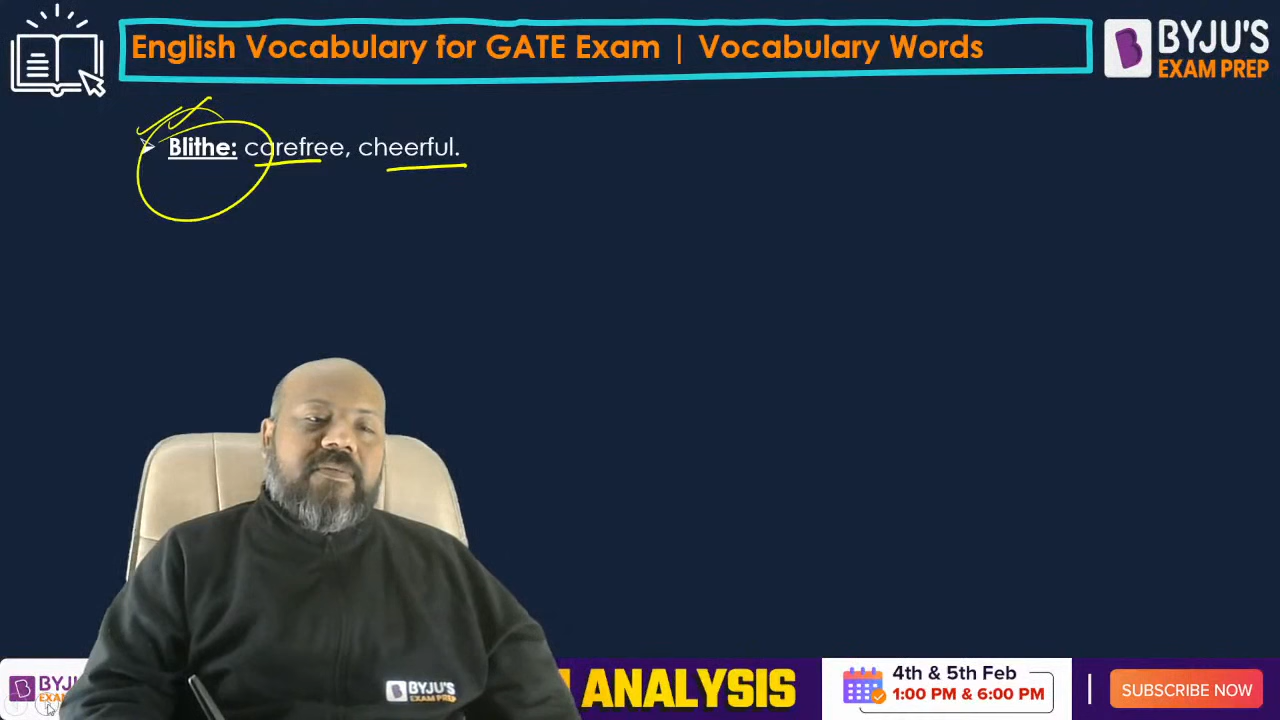 English Vocabulary for GATE Exam | Vocabulary Words
BYJU'S
EXAM PREP
➤ Blithe: carefree, cheerful.
BYJU'S
EXAM PREP
ANALYSIS
4th & 5th Feb
1:00 PM & 6:00 PM
SUBSCRIBE NOW